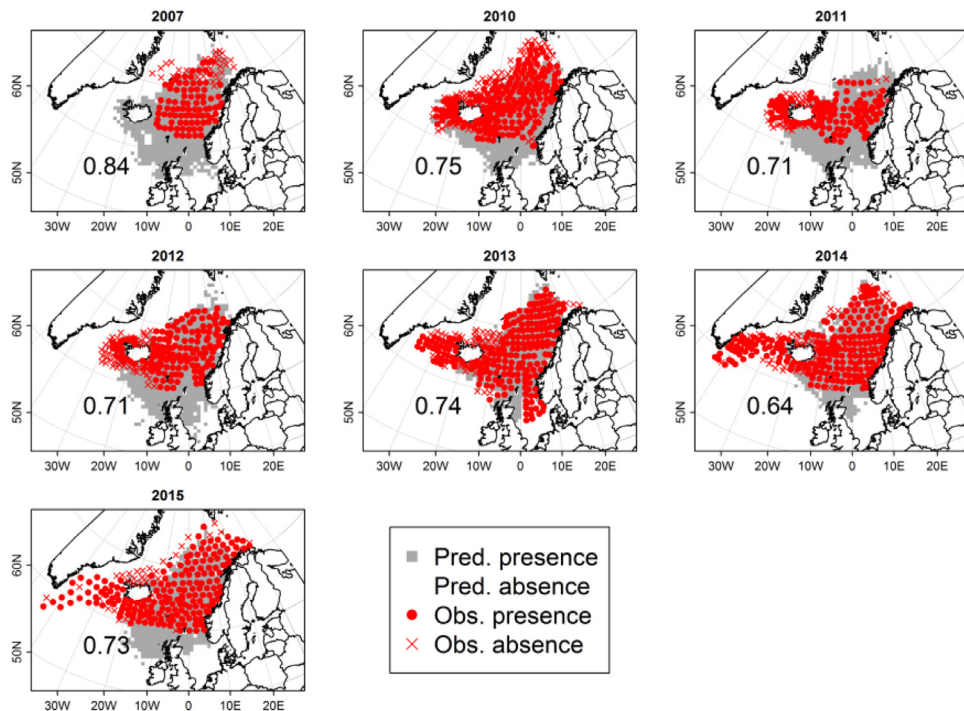 2007
2010
2011
60N
50N
0.84
30W 20W 10W 0 10E 20E
60N
50N
0.75
30W 20W 10W 0 10E 20E
60N
50N
0.71
30W 20W 10W 0 10E 20E
2012
2013
2014
60N
50N
0.71
30W 20W 10W 0 10E 20E
60N
50N
0.74
30W 20W 10W 0 10E 20E
60N
50N
0.64
30W 20W 10W 0 10E 20E
2015
60N
50N
0.73
30W 20W 10W 0 10E 20E
Pred. presence
Pred. absence
Obs. presence
Obs. absence